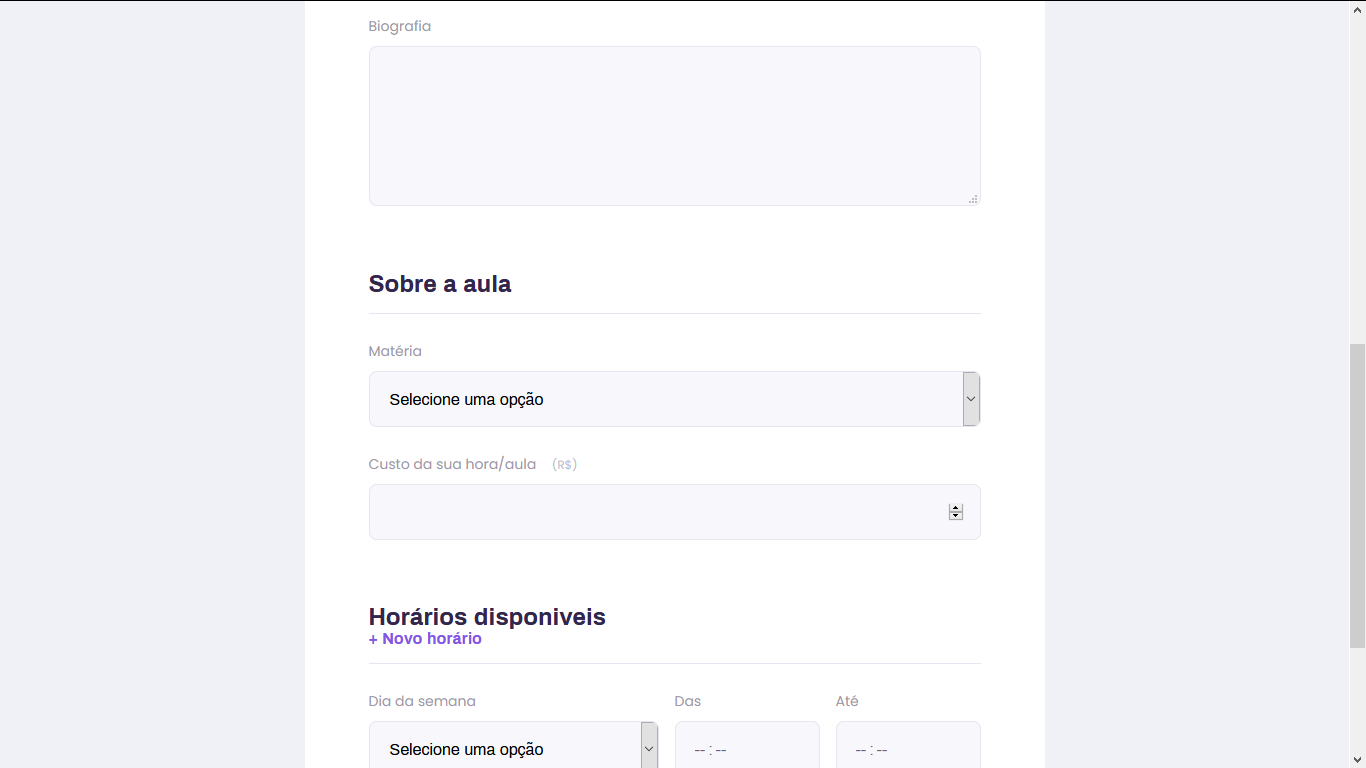 Biografia
Sobre a aula
Matéria
Selecione uma opção
Custo da sua hora/aula (R$)
Horários disponiveis
+ Novo horário
Dia da semana Das Até
Selecione uma opção -- : -- -- : --